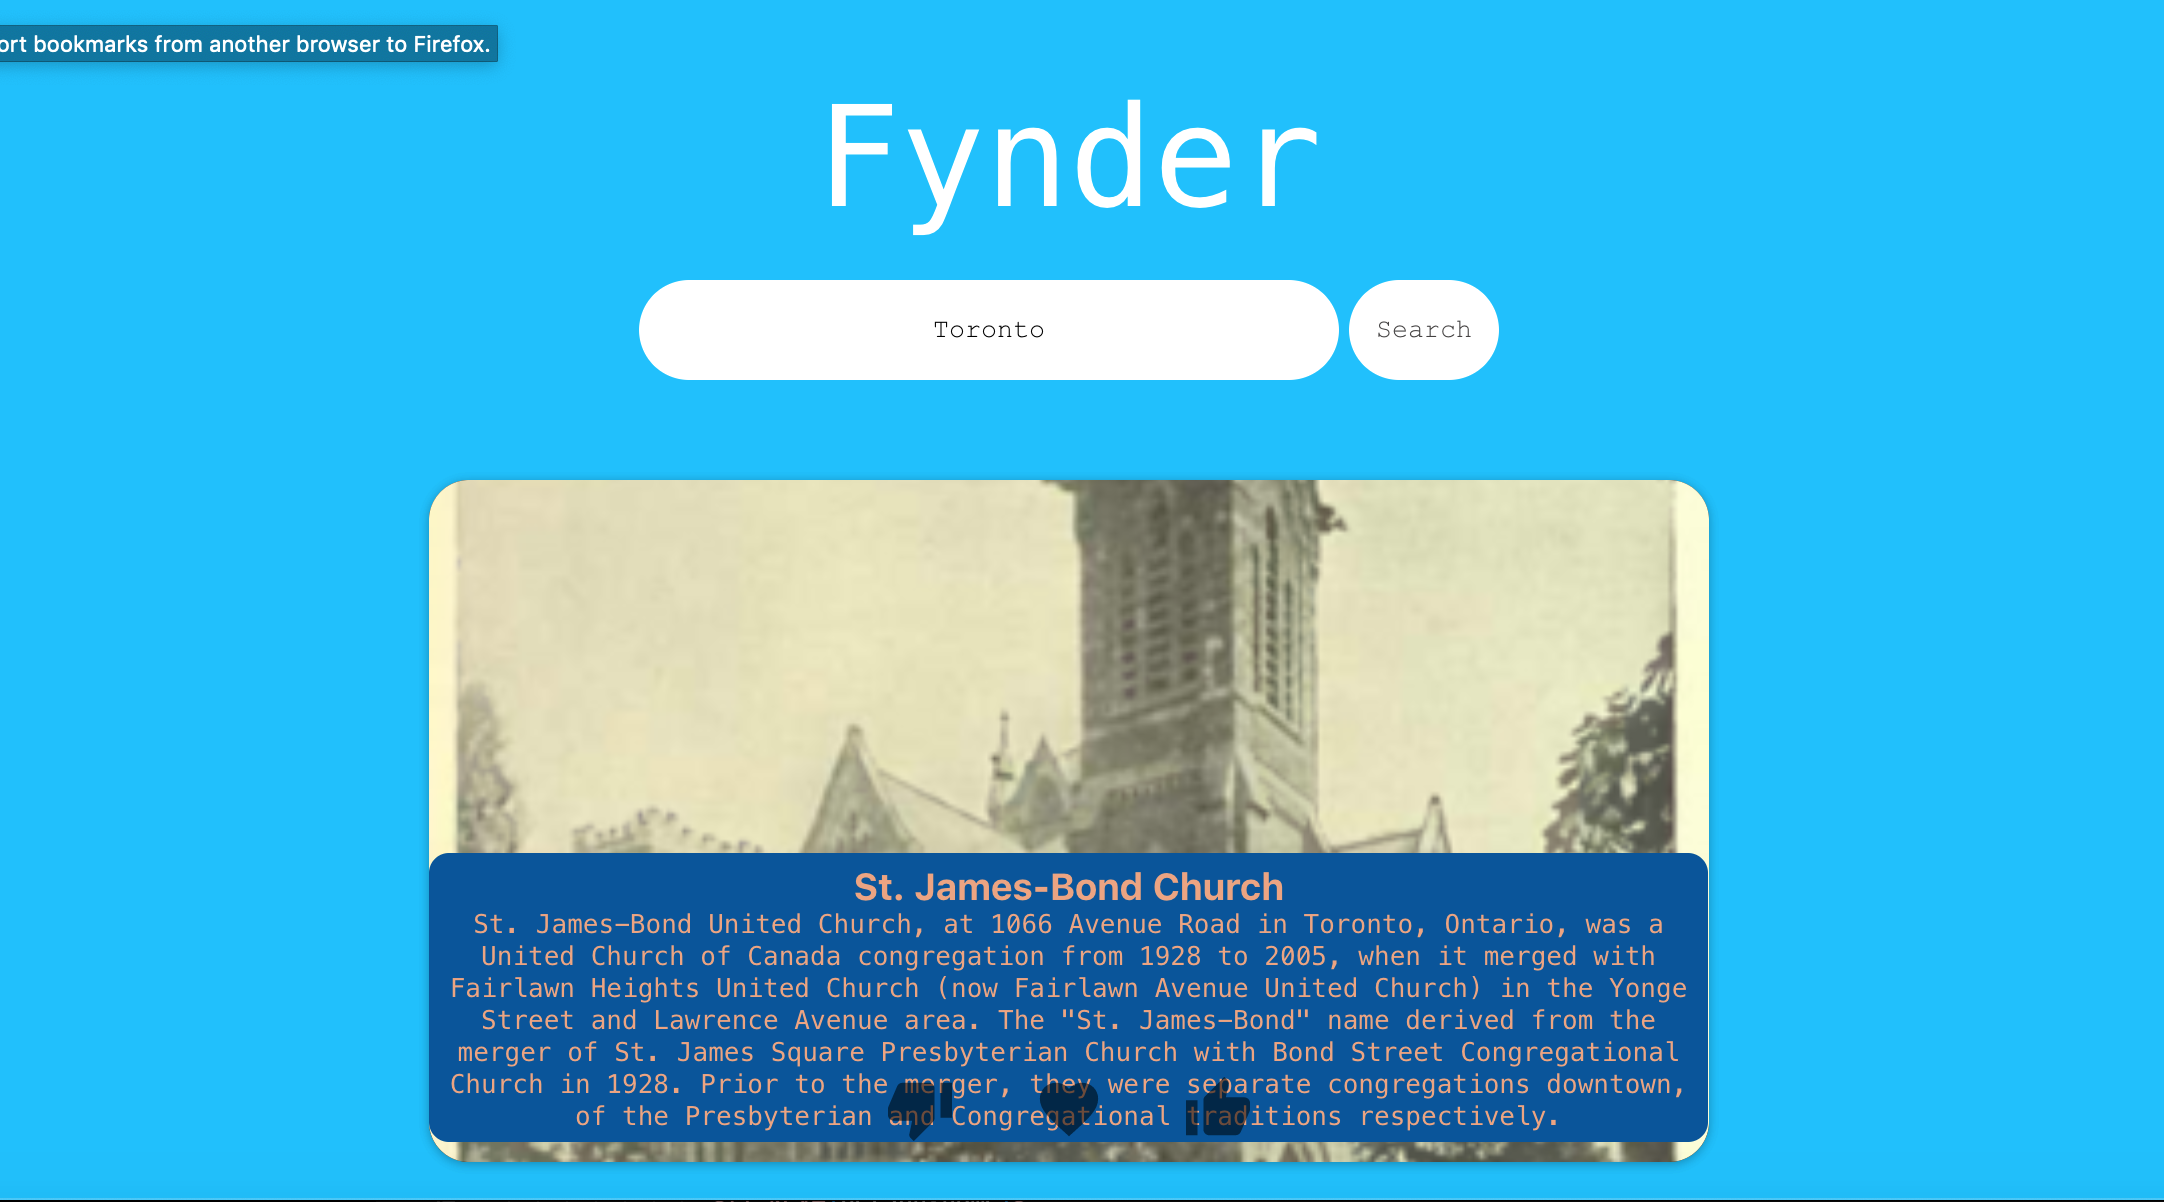 ort bookmarks from another browser to Firefox.
Fynder
Toronto
Search
St. James-Bond Church
St. James-Bond United Church, at 1066 Avenue Road in Toronto, Ontario, was a
United Church of Canada congregation from 1928 to 2005, when it merged with
Fairlawn Heights United Church (now Fairlawn Avenue United Church) in the Yonge
Street and Lawrence Avenue area. The "St. James-Bond" name derived from the
merger of St. James Square Presbyterian Church with Bond Street Congregational
Church in 1928. Prior to the merger, they were separate congregations downtown,
of the Presbyterian and Congregational traditions respectively.